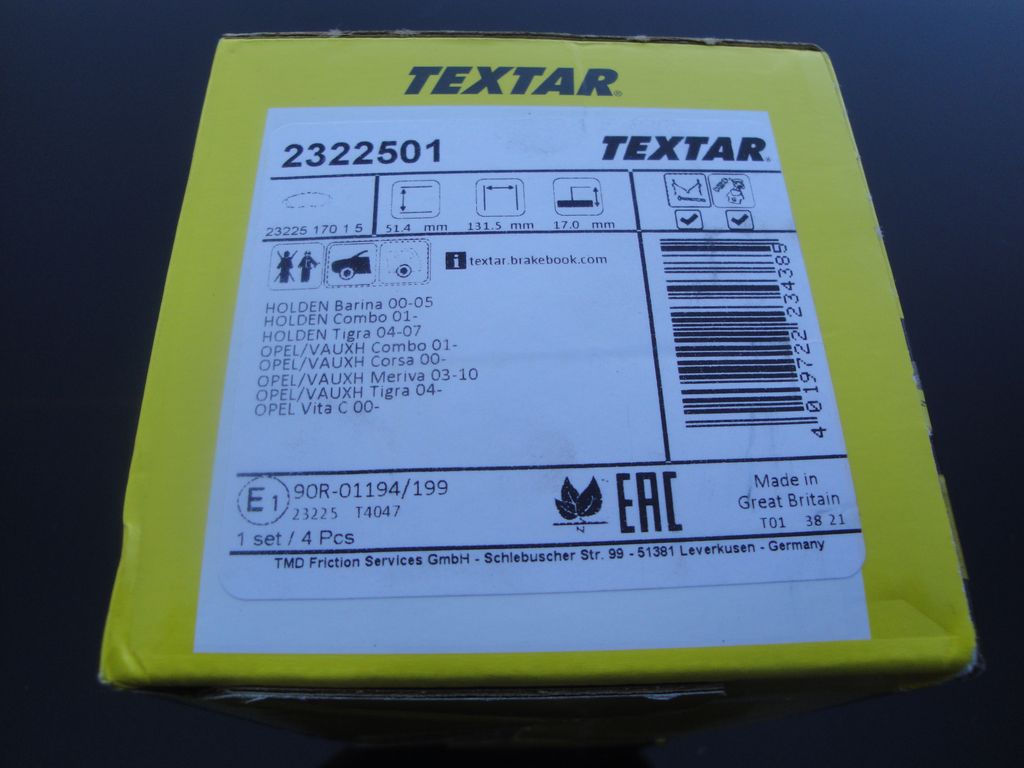 TEXTAR®
2322501 TEXTAR®
23225 170 1 5 51.4 mm 131.5 mm 17.0 mm
i textar.brakebook.com
HOLDEN Barina 00-05
HOLDEN Combo 01-
HOLDEN Tigra 04-07
OPEL/VAUXH Combo 01-
OPEL/VAUXH Corsa 00-
OPEL/VAUXH Meriva 03-10
OPEL/VAUXH Tigra 04-
OPEL Vita C 00-
4 019722 234385
E1 90R-01194/199
23225 T4047
1 set / 4 Pcs
N
EAC
Made in
Great Britain
T01 38 21
TMD Friction Services GmbH - Schlebuscher Str. 99 - 51381 Leverkusen - Germany